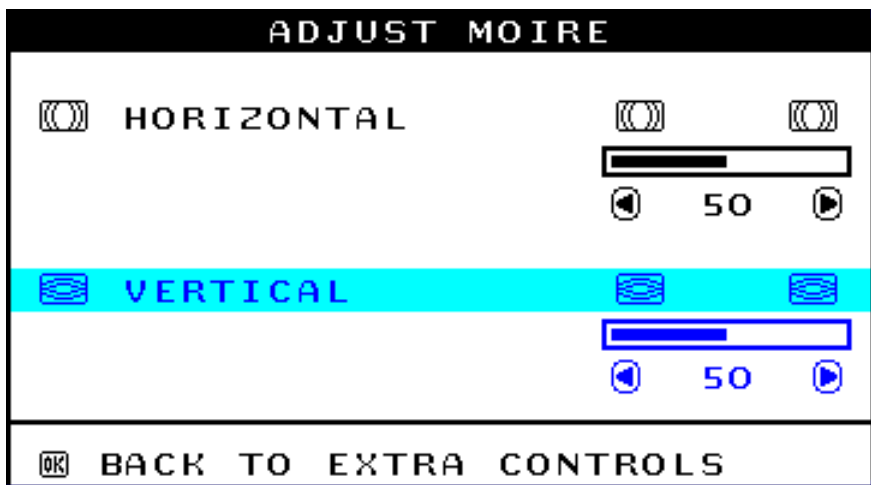 ADJUST MOIRE
HORIZONTAL
50
VERTICAL
50
OK BACK TO EXTRA CONTROLS